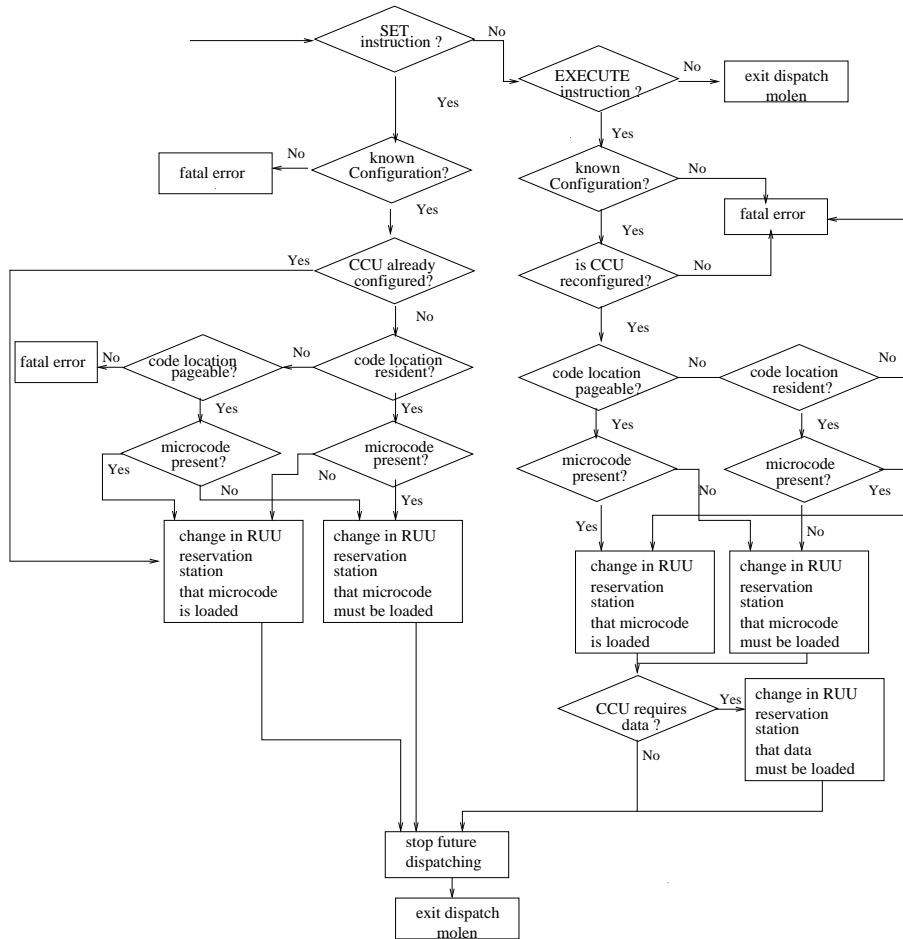 SET
instruction ?
No
EXECUTE
instruction ?
No
exit dispatch
molen
Yes
Yes
fatal error
No
known
Configuration?
known
Configuration?
No
fatal error
Yes
Yes
Yes
CCU already
configured?
is CCU
reconfigured?
No
No
Yes
fatal error
No
code location
pageable?
No
code location
resident?
code location
pageable?
No
code location
resident?
No
Yes
Yes
Yes
Yes
microcode
present?
Yes
No
microcode
present?
No
Yes
microcode
present?
No
Yes
microcode
present?
Yes
No
change in RUU
reservation
station
that microcode
is loaded
change in RUU
reservation
station
that microcode
must be loaded
change in RUU
reservation
station
that microcode
is loaded
change in RUU
reservation
station
that microcode
must be loaded
CCU requires
data ?
Yes
No
change in RUU
reservation
station
that data
must be loaded
stop future
dispatching
exit dispatch
molen